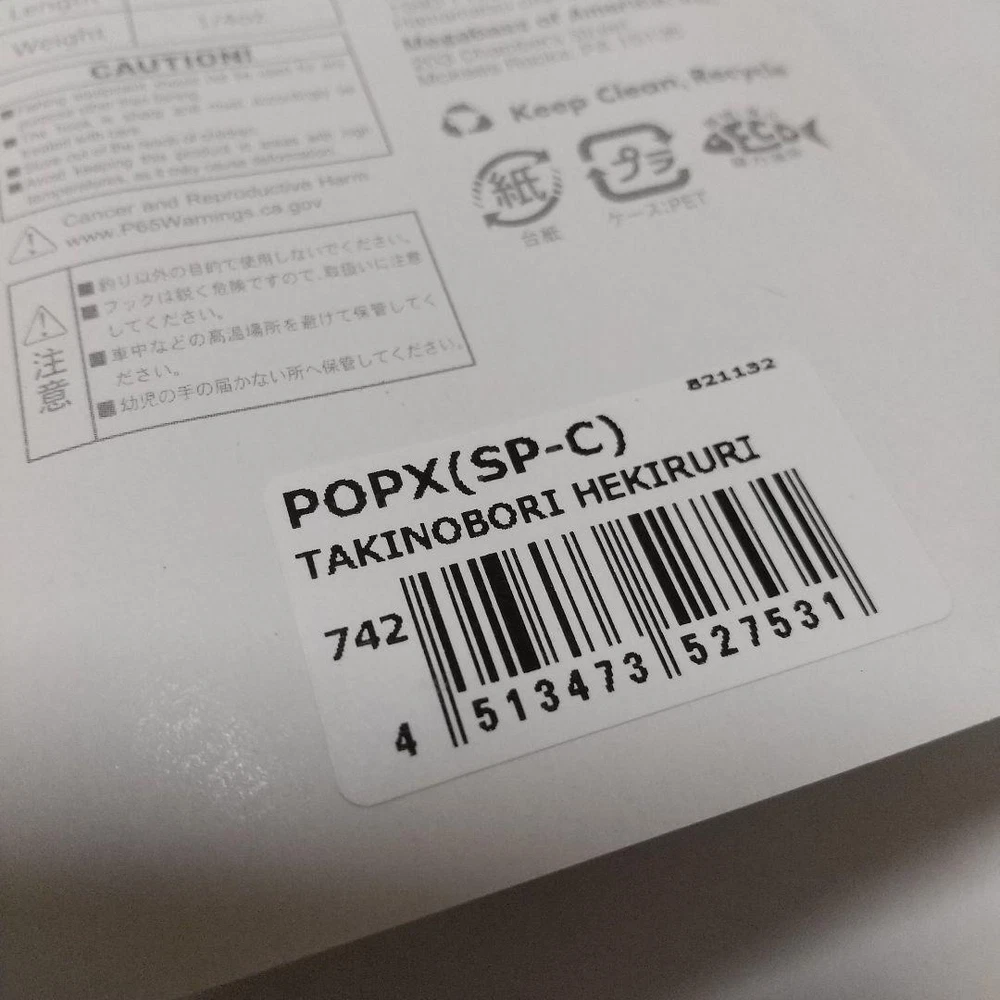 Length
Weight
CAUTION!
Cancer and Reproductive Harm
www.P65Warnings.ca.gov
注意
■釣り以外の目的で使用しないでください。
■フックは鋭く危険ですので、取扱いに注意
してください。
■車中などの高温場所を避けて保管してく
ださい。
■幼児の手の届かない所へ保管してください。
Megabass of America
Keep Clean, Recycle
紙
台紙
プラ
ケース:PET
ECO
821132
POPX(SP-C)
TAKINOBORI HEKIRURI
742
4 513473 527531